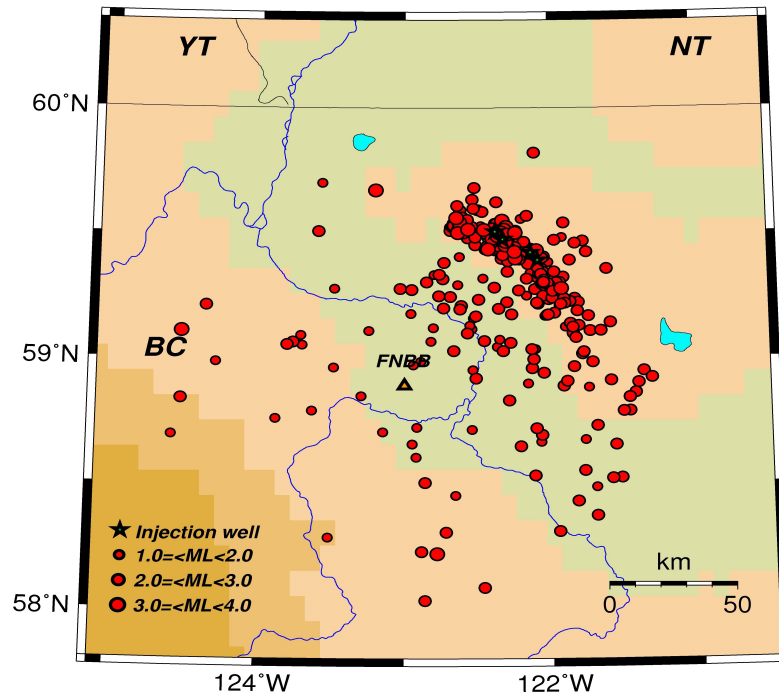 YT NT
60°N
59°N
BC
FNBB
Injection well
1.0=<ML<2.0
2.0=<ML<3.0
3.0=<ML<4.0
km
0 50
58°N
124°W 122°W